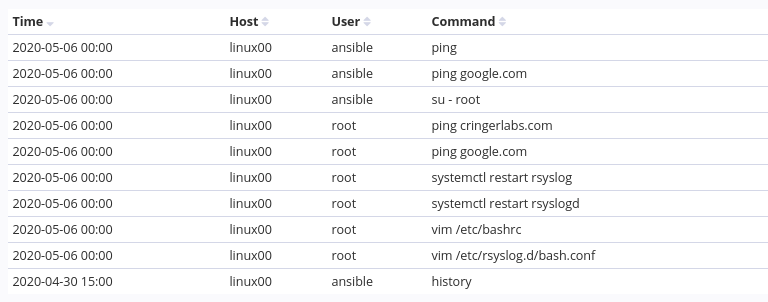 Time Host User Command
2020-05-06 00:00 linux00 ansible ping
2020-05-06 00:00 linux00 ansible ping google.com
2020-05-06 00:00 linux00 ansible su - root
2020-05-06 00:00 linux00 root ping cringerlabs.com
2020-05-06 00:00 linux00 root ping google.com
2020-05-06 00:00 linux00 root systemctl restart rsyslog
2020-05-06 00:00 linux00 root systemctl restart rsyslogd
2020-05-06 00:00 linux00 root vim /etc/bashrc
2020-05-06 00:00 linux00 root vim /etc/rsyslog.d/bash.conf
2020-04-30 15:00 linux00 ansible history